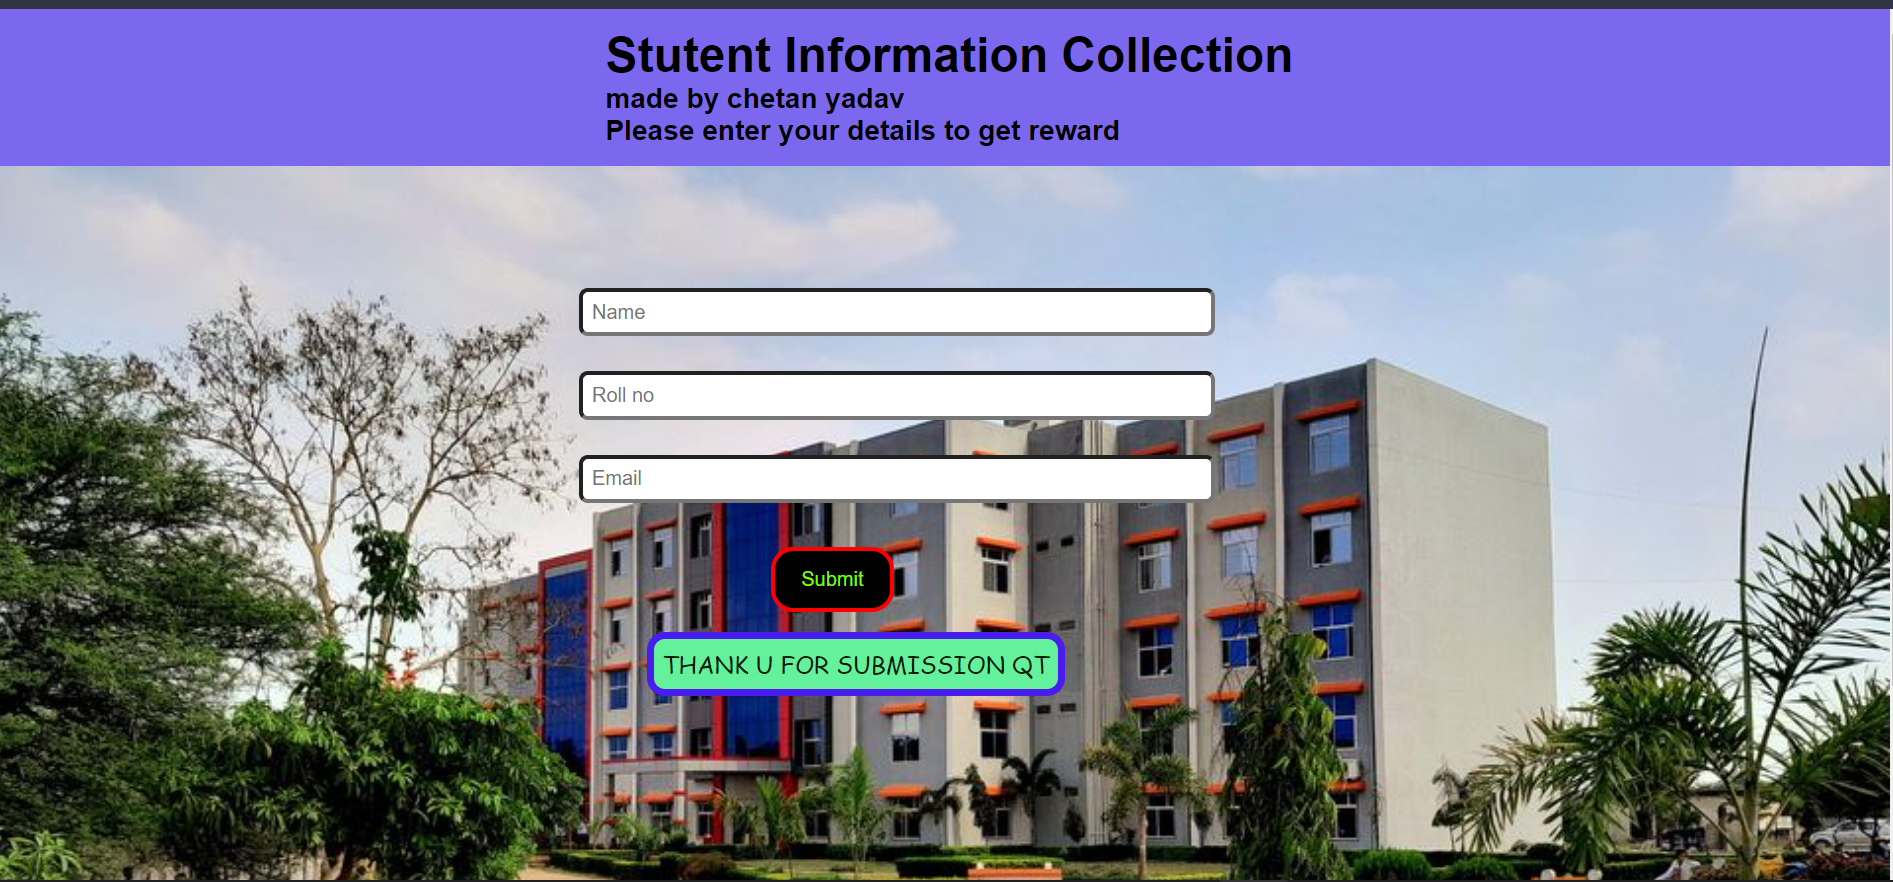 Stutent Information Collection
made by chetan yadav
Please enter your details to get reward
Name
Roll no
Email
Submit
THANK U FOR SUBMISSION QT